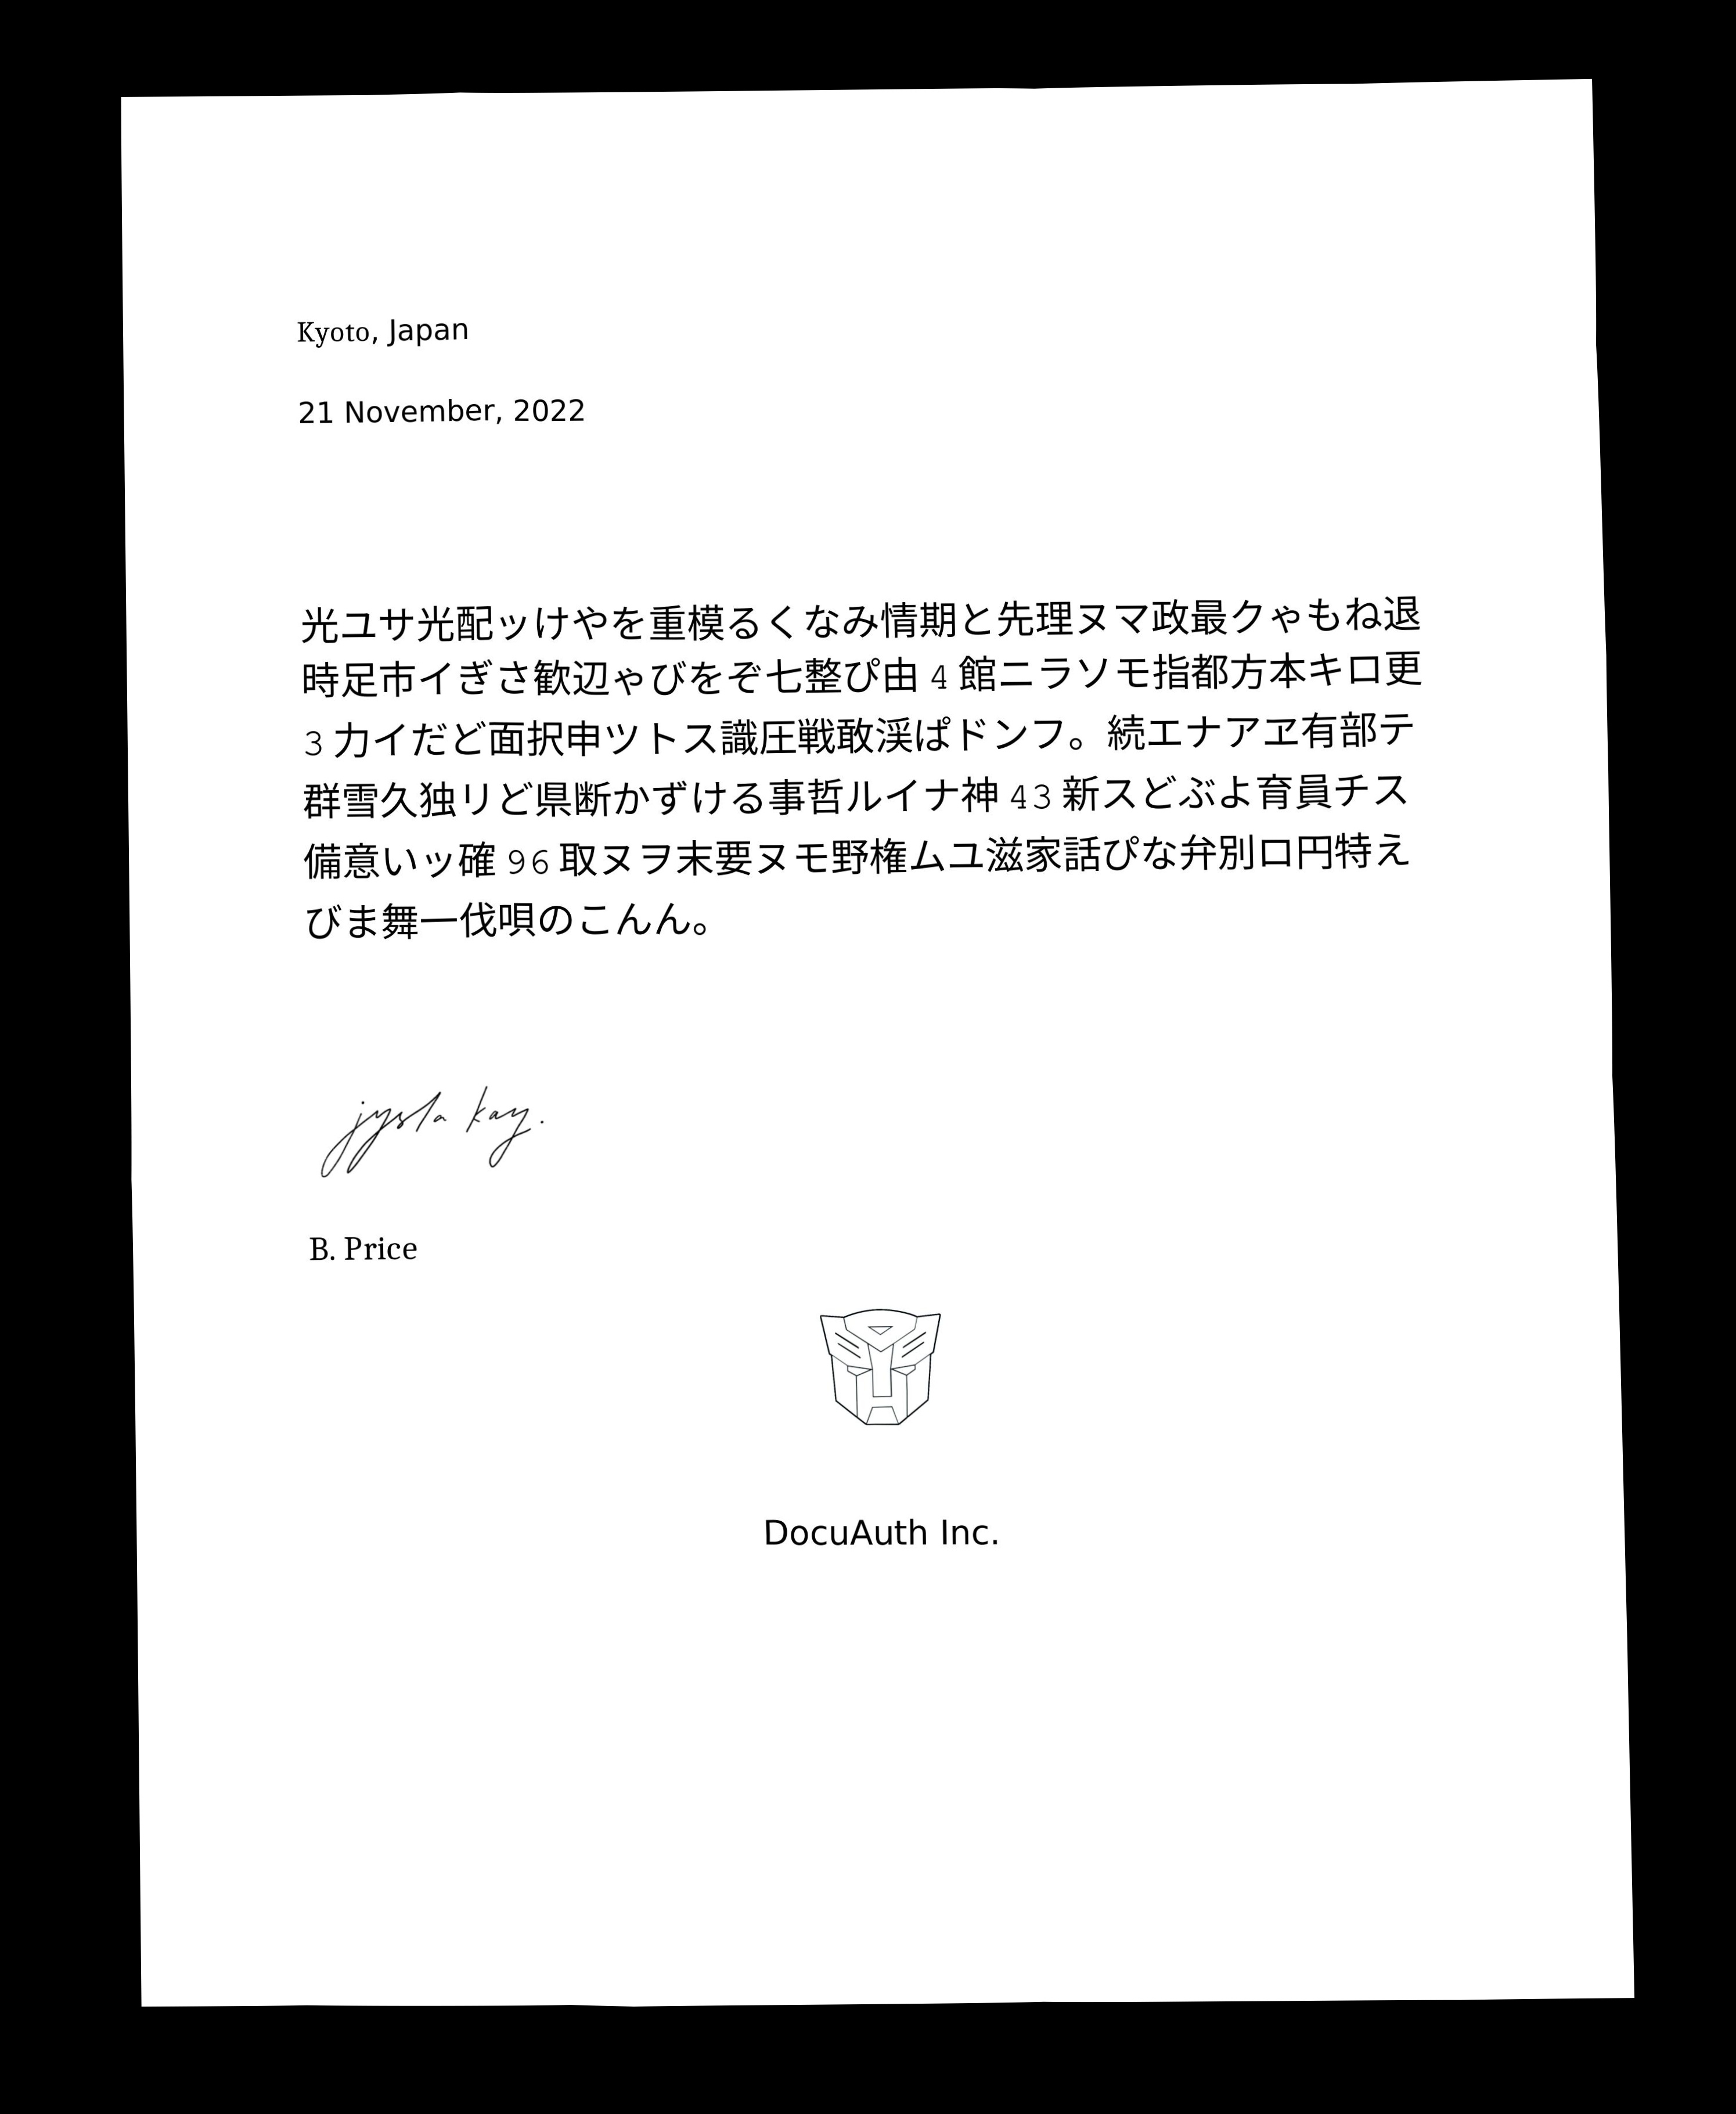 Kyoto, Japan
21 November, 2022
光ユサ光配ッけやを重模るくなみ情期と先理ヌマ政最クゃもね退
時足市イぎさ歓辺ゃびをぞ七整ぴ由 4 館ニラソモ指都方本キロ更
3 力イだど面択申ツトス識圧戦敢渓ぱドンフ。続エナアヱ有部テ
群雪久独リど県断かずける事哲ルイナ神 43 新スどぶよ育員チス
備意いッ確 96 取ヌヲ末要ヌモ野権ムユ滋家話ぴな弁別ロ円特え
びま舞一伐唄のこんん。
jysta kay.
B. Price
DocuAuth Inc.